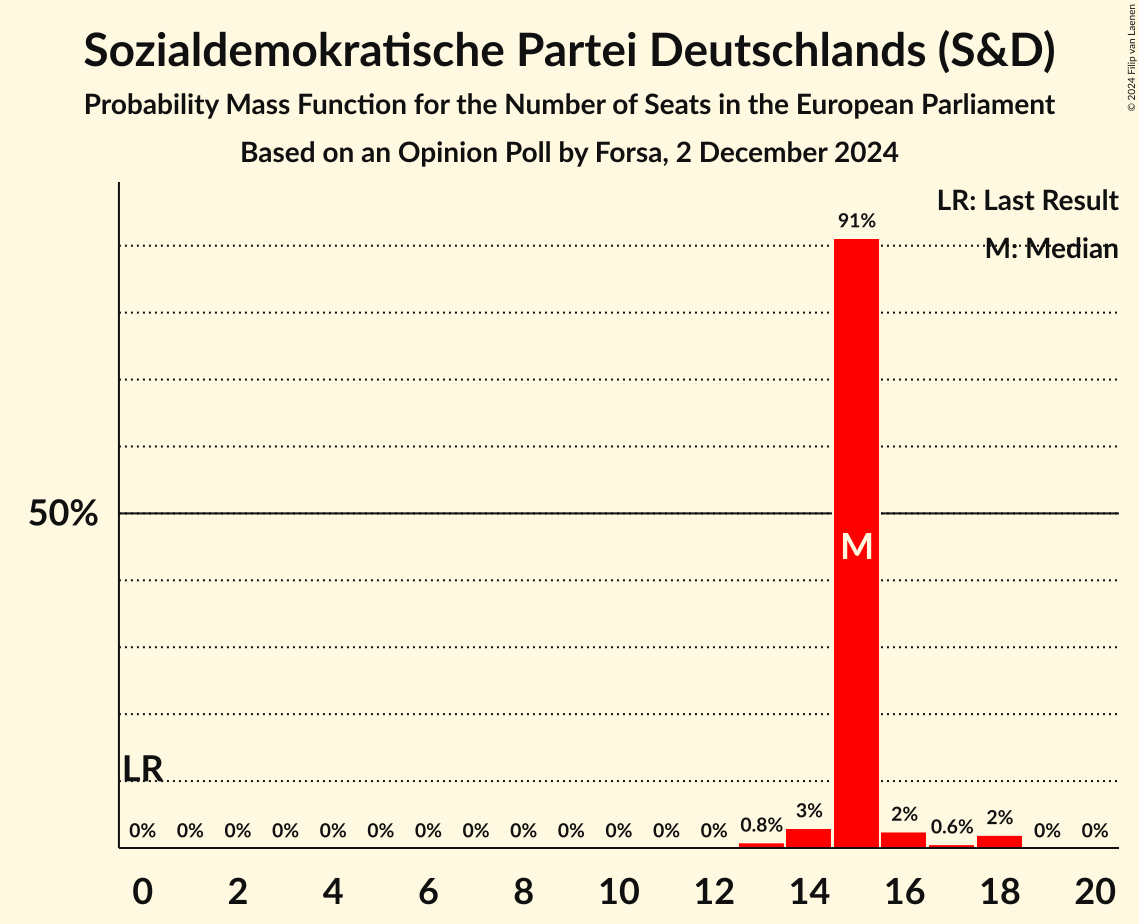 Sozialdemokratische Partei Deutschlands (S&D)
Probability Mass Function for the Number of Seats in the European Parliament
Based on an Opinion Poll by Forsa, 2 December 2024
© 2024 Filip van Laenen
LR: Last Result
M: Median
91%
50%
M
LR
0% 0% 0% 0% 0% 0% 0% 0% 0% 0% 0% 0% 0% 0.8% 3% 2% 0.6% 2% 0% 0%
0 2 4 6 8 10 12 14 16 18 20